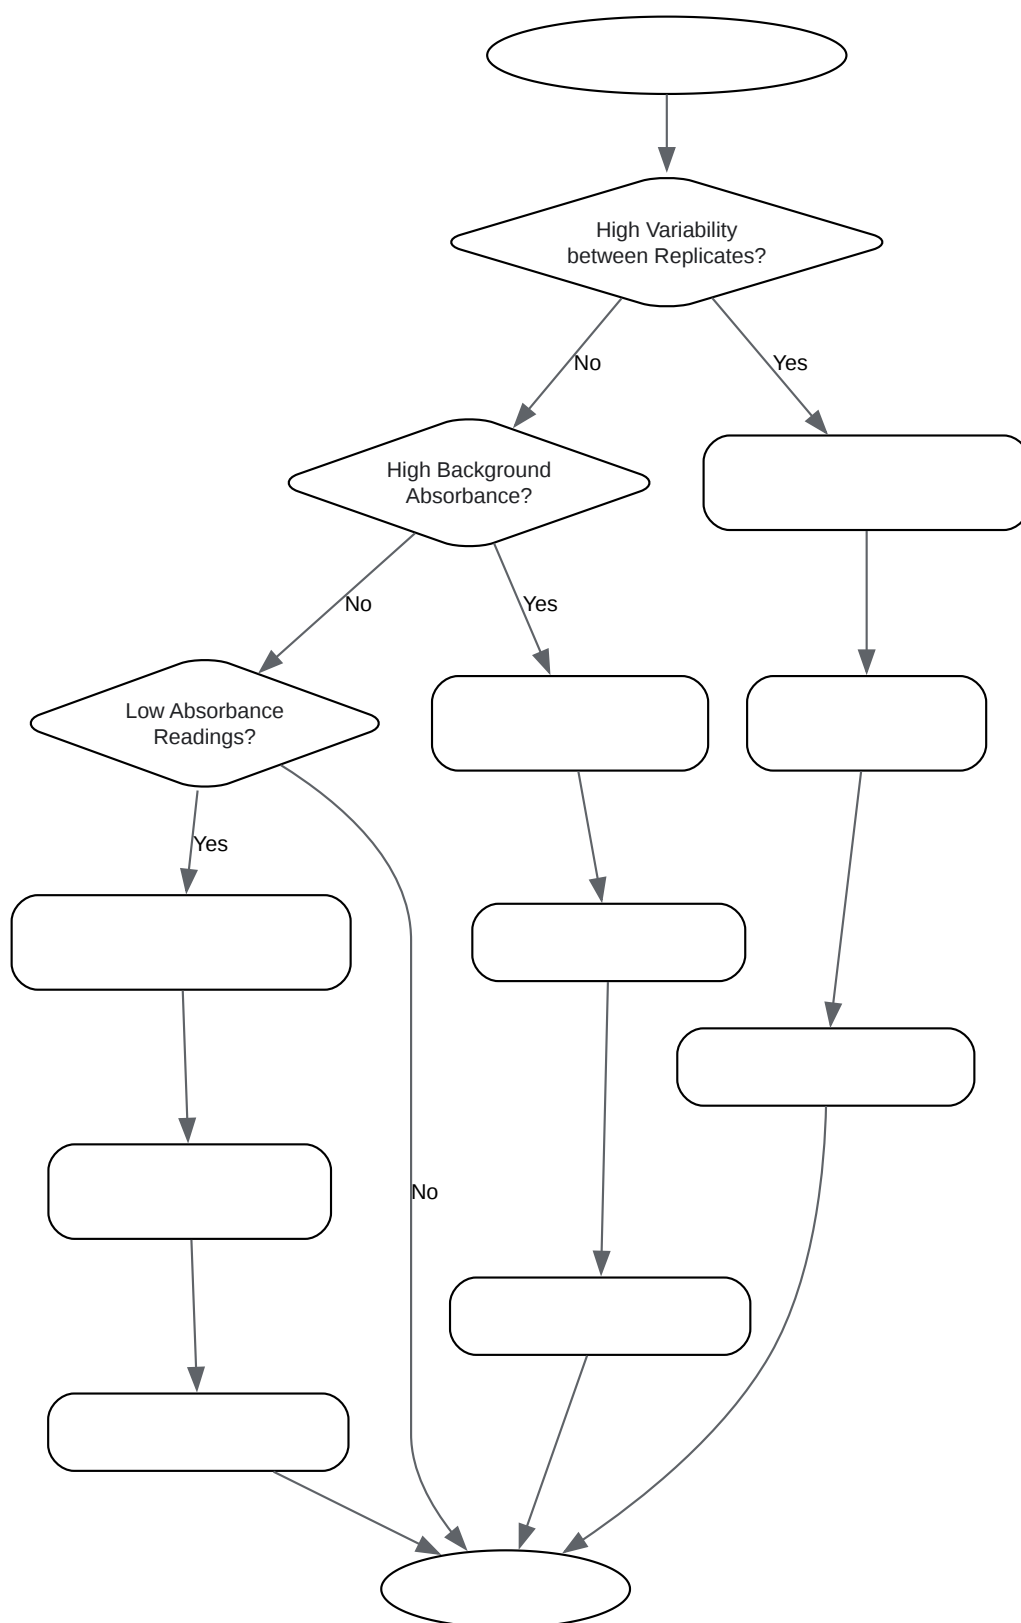 High Variability
between Replicates?
No
Yes
High Background
Absorbance?
No
Yes
Low Absorbance
Readings?
Yes
No